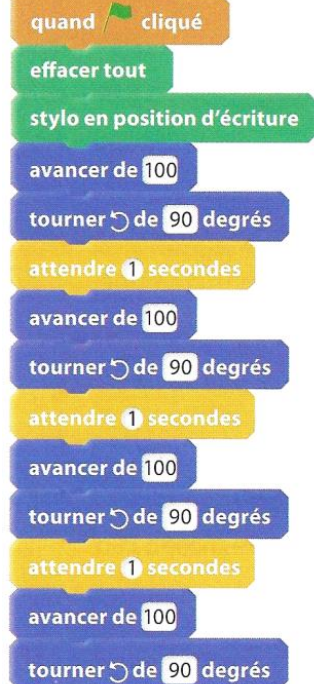 quand cliqué
effacer tout
stylo en position d'écriture
avancer de 100
tourner de 90 degrés
attendre 1 secondes
avancer de 100
tourner de 90 degrés
attendre 1 secondes
avancer de 100
tourner de 90 degrés
attendre 1 secondes
avancer de 100
tourner de 90 degrés